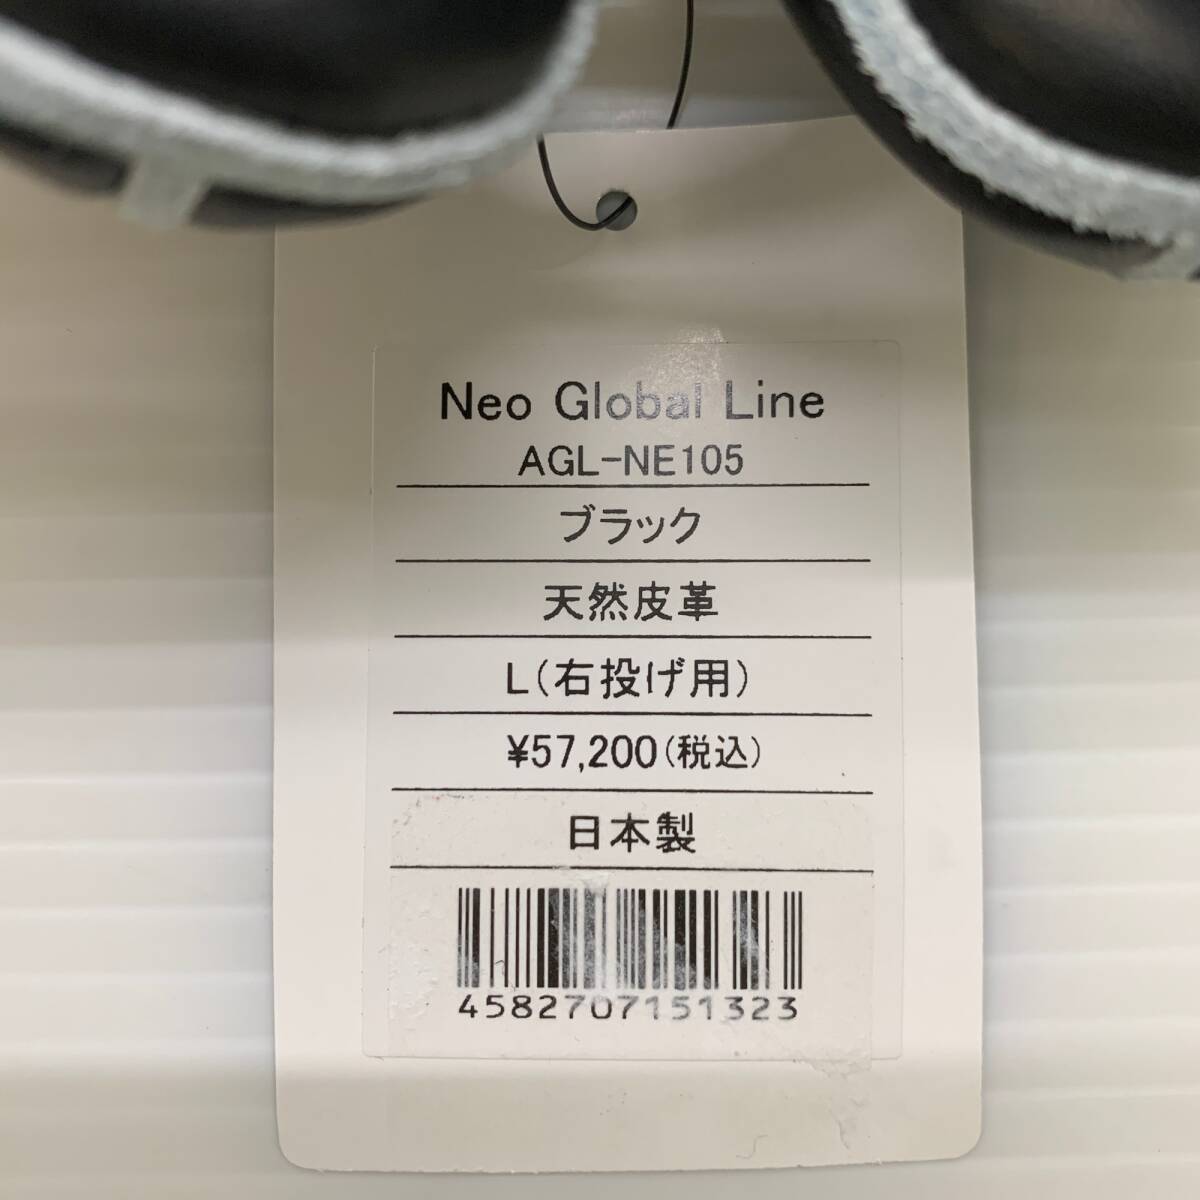 Neo Global Line
AGL-NE105
ブラック
天然皮革
L(右投げ用)
¥57,200(税込)
日本製
4582707151323